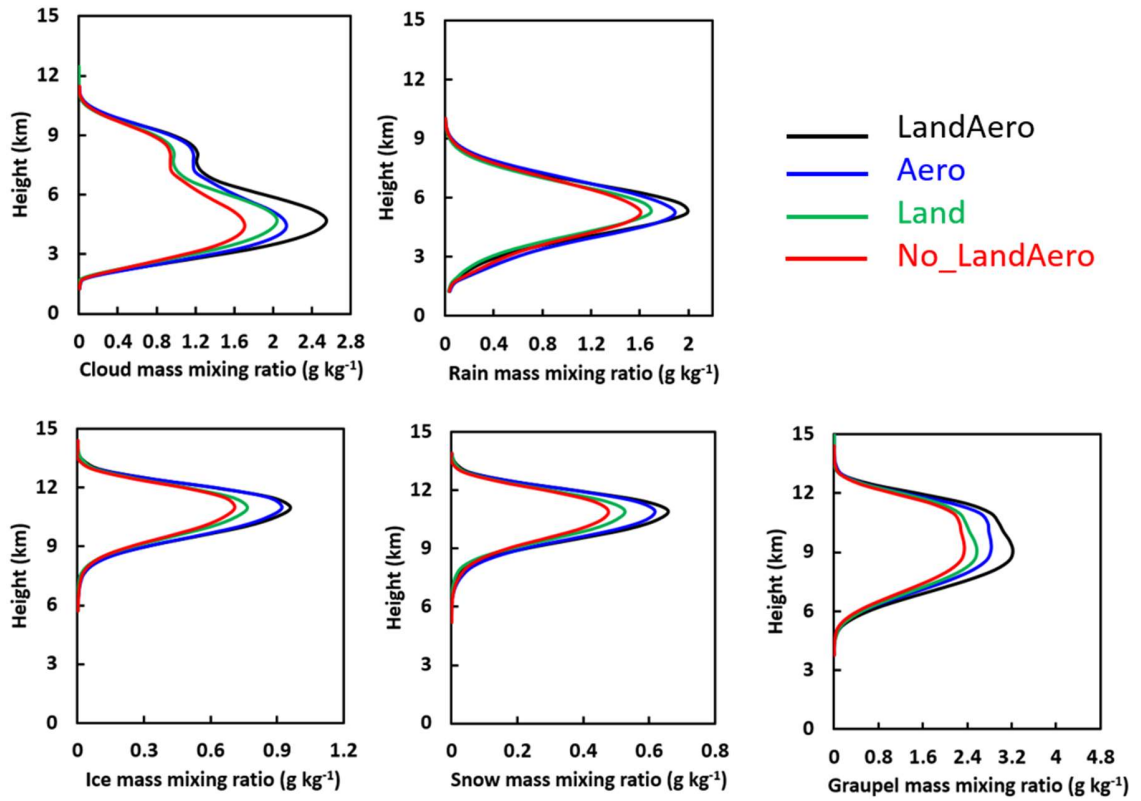 15
12
9
6
3
0
Height (km)
0 0.4 0.8 1.2 1.6 2 2.4 2.8
Cloud mass mixing ratio (g kg-1)
15
12
9
6
3
0
Height (km)
0 0.4 0.8 1.2 1.6 2
Rain mass mixing ratio (g kg-1)
LandAero
Aero
Land
No_LandAero
15
12
9
6
3
0
Height (km)
0 0.3 0.6 0.9 1.2
Ice mass mixing ratio (g kg-1)
15
12
9
6
3
0
Height (km)
0 0.2 0.4 0.6 0.8
Snow mass mixing ratio (g kg-1)
15
12
9
6
3
0
Height (km)
0 0.8 1.6 2.4 3.2 4 4.8
Graupel mass mixing ratio (g kg-1)